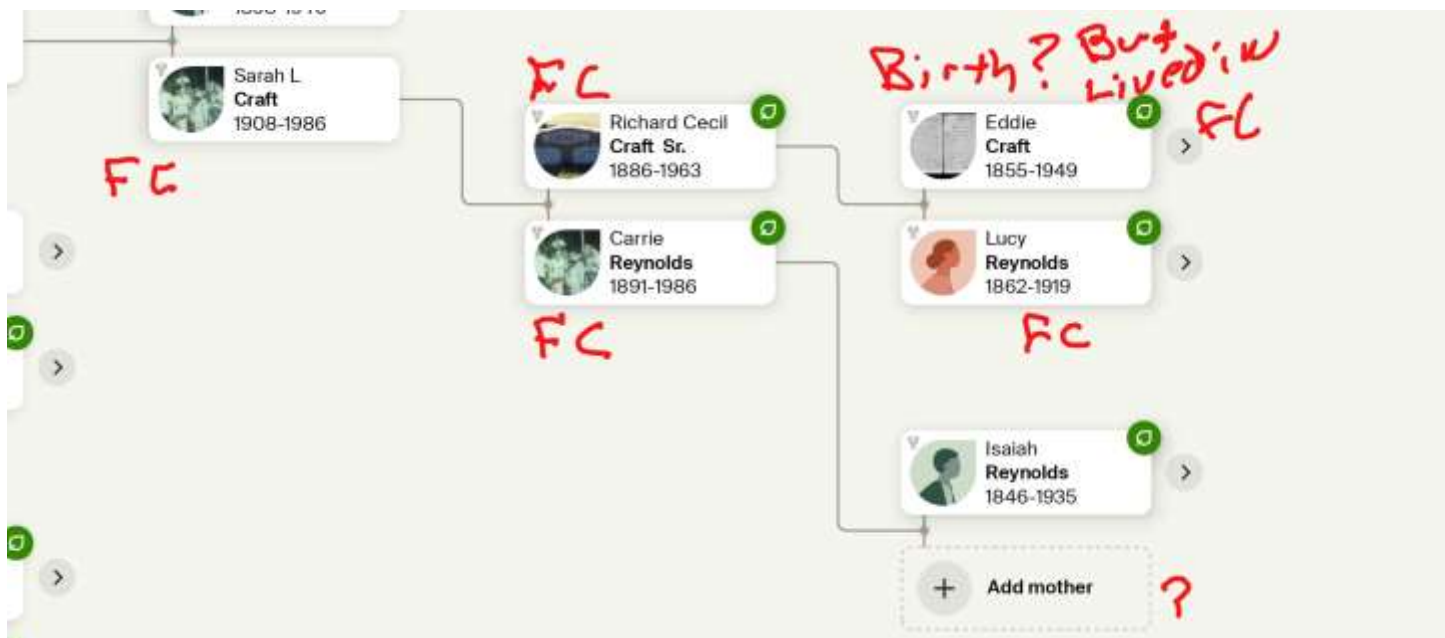 Sarah L
Craft
1908-1986
FC
FC
Richard Cecil
Craft Sr.
1886-1963
Carrie
Reynolds
1891-1986
FC
Birth? But
Lived in
FC
Eddie
Craft
1855-1949
Lucy
Reynolds
1862-1919
FC
Isaiah
Reynolds
1846-1935
Add mother
?